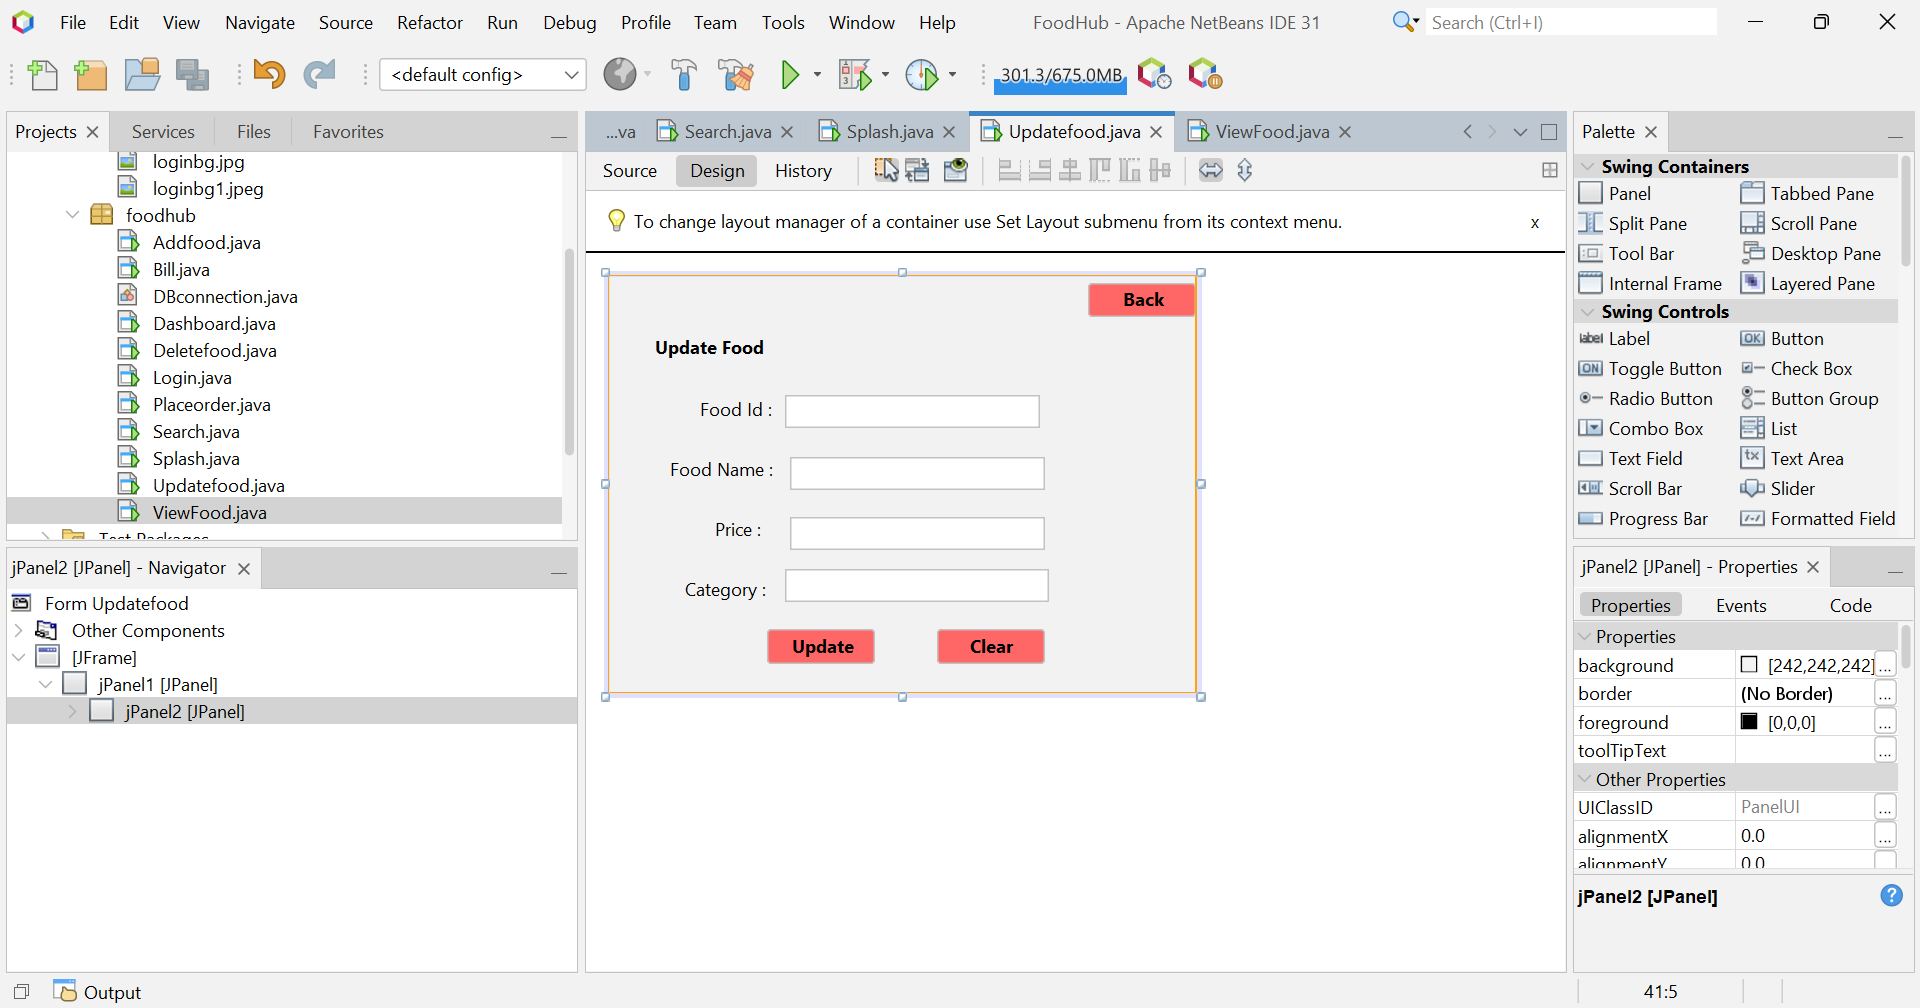 File Edit View Navigate Source Refactor Run Debug Profile Team Tools Window Help FoodHub - Apache NetBeans IDE 31 Search (Ctrl+I)
<default config> 301.3/675.0MB
Projects Services Files Favorites
loginbg.jpg
loginbg1.jpeg
foodhub
Addfood.java
Bill.java
DBconnection.java
Dashboard.java
Deletefood.java
Login.java
Placeorder.java
Search.java
Splash.java
Updatefood.java
ViewFood.java
Test Packages
jPanel2 [JPanel] - Navigator
Form Updatefood
Other Components
[JFrame]
jPanel1 [JPanel]
jPanel2 [JPanel]
...va Search.java Splash.java Updatefood.java ViewFood.java
Source Design History
To change layout manager of a container use Set Layout submenu from its context menu. x
Back
Update Food
Food Id :
Food Name :
Price :
Category :
Update Clear
Palette
Swing Containers
Panel Tabbed Pane
Split Pane Scroll Pane
Tool Bar Desktop Pane
Internal Frame Layered Pane
Swing Controls
label Label OK Button
ON Toggle Button Check Box
Radio Button Button Group
Combo Box List
Text Field tx Text Area
Scroll Bar Slider
Progress Bar Formatted Field
jPanel2 [JPanel] - Properties
Properties Events Code
Properties
background [242,242,242] ...
border (No Border) ...
foreground [0,0,0] ...
toolTipText ...
Other Properties
UIClassID PanelUI ...
alignmentX 0.0 ...
alignmentY 0.0
jPanel2 [JPanel] ?
Output 41:5